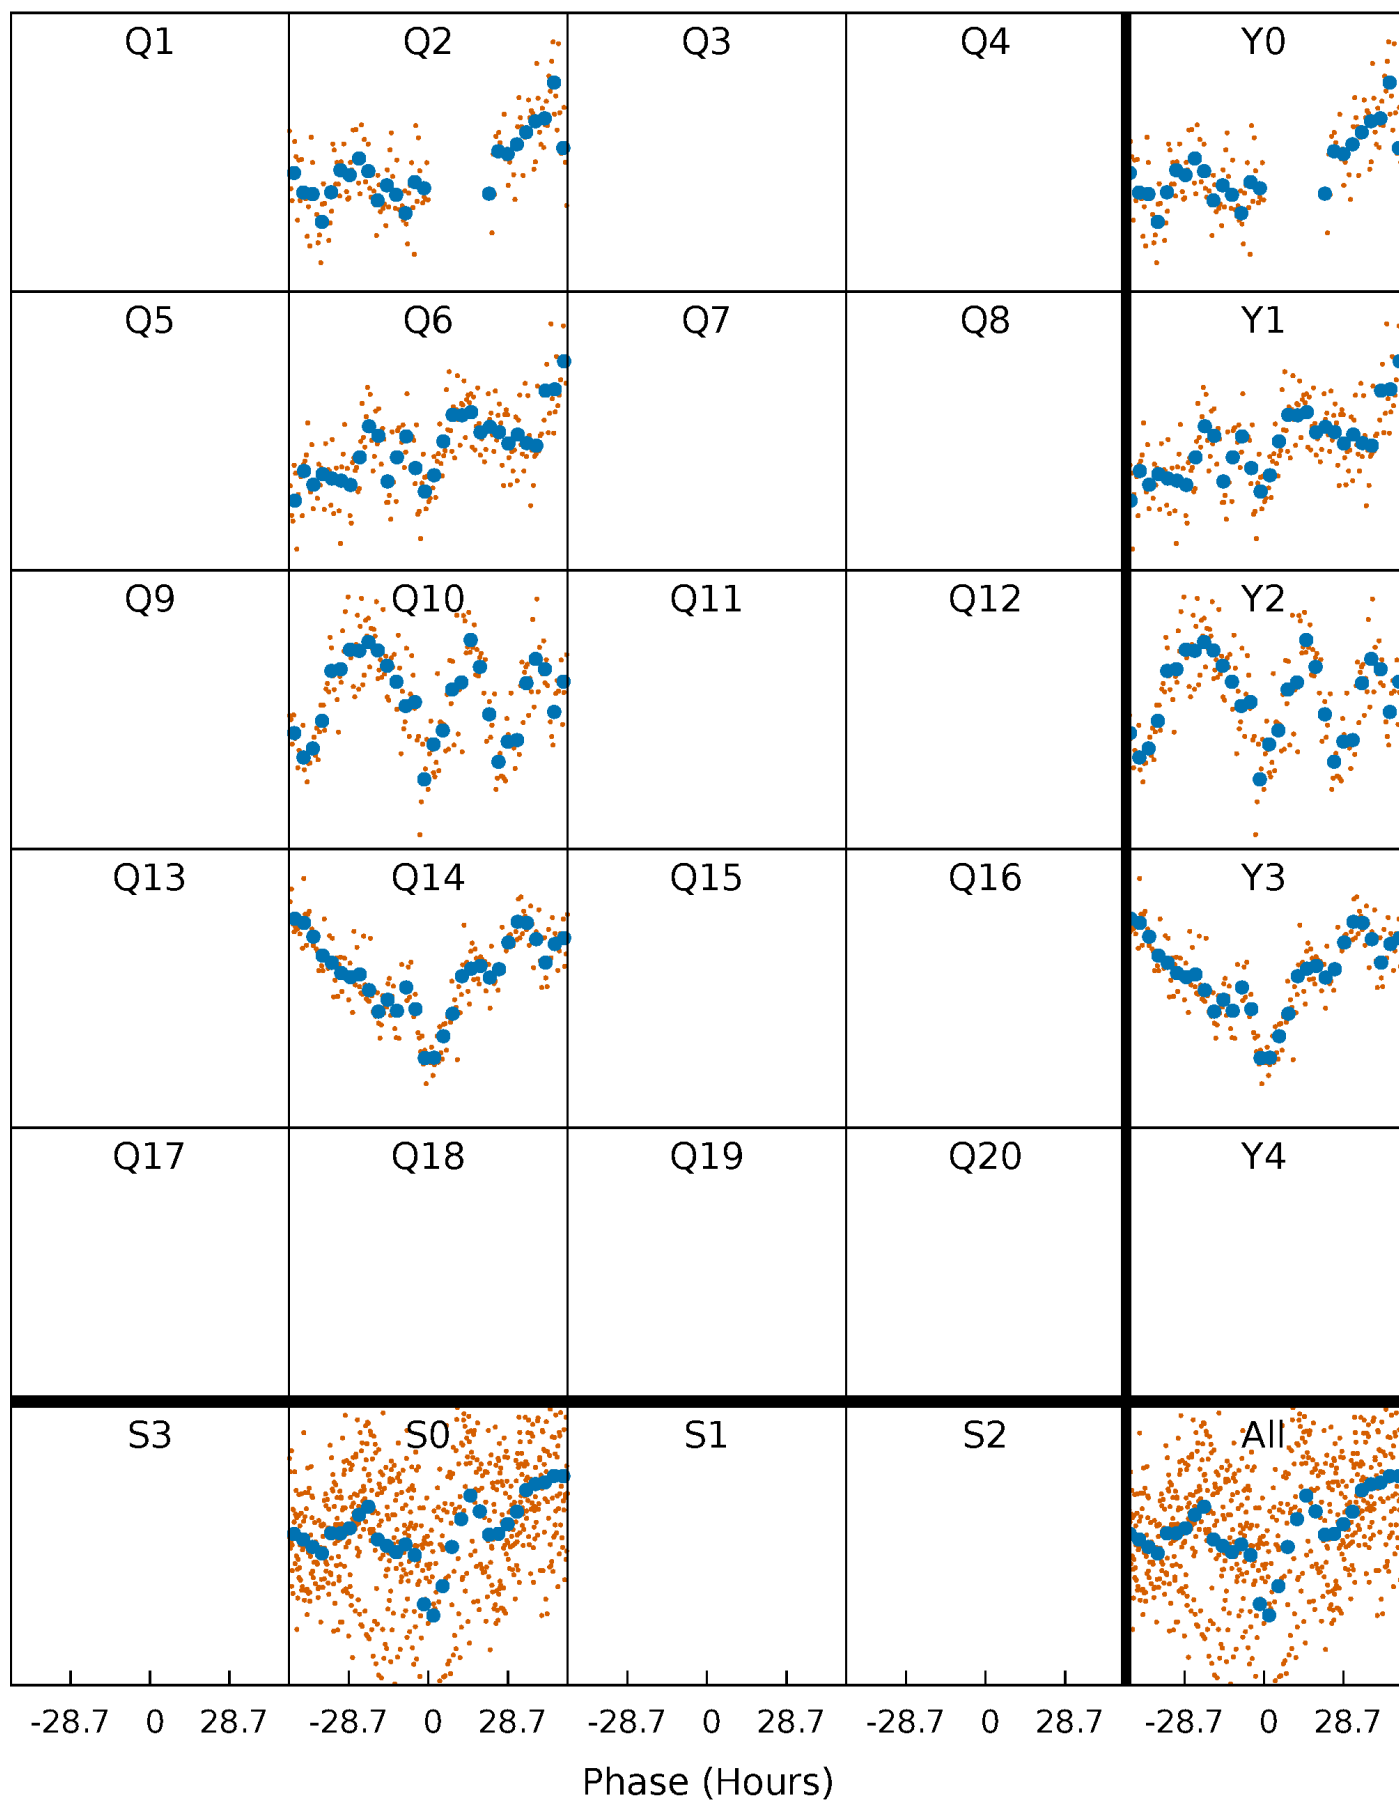 Q1 Q2 Q3 Q4 Y0
Q5 Q6 Q7 Q8 Y1
Q9 Q10 Q11 Q12 Y2
Q13 Q14 Q15 Q16 Y3
Q17 Q18 Q19 Q20 Y4
S3 S0 S1 S2 All
-28.7 0 28.7 -28.7 0 28.7 -28.7 0 28.7 -28.7 0 28.7 -28.7 0 28.7
Phase (Hours)